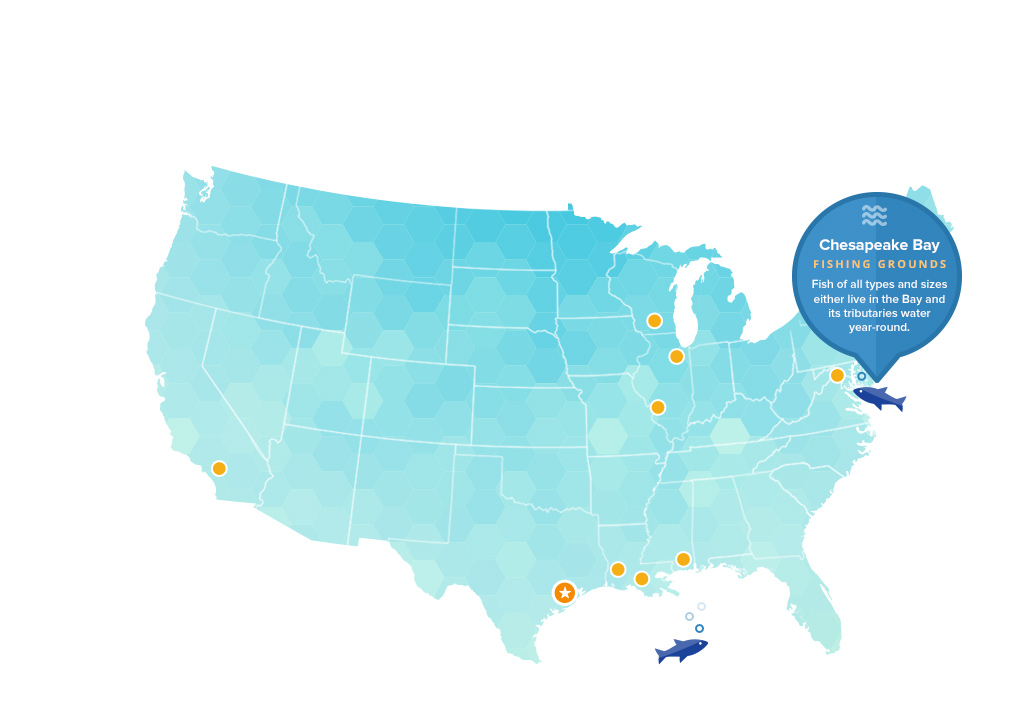 Chesapeake Bay
FISHING GROUNDS
Fish of all types and sizes
either live in the Bay and
its tributaries water
year-round.